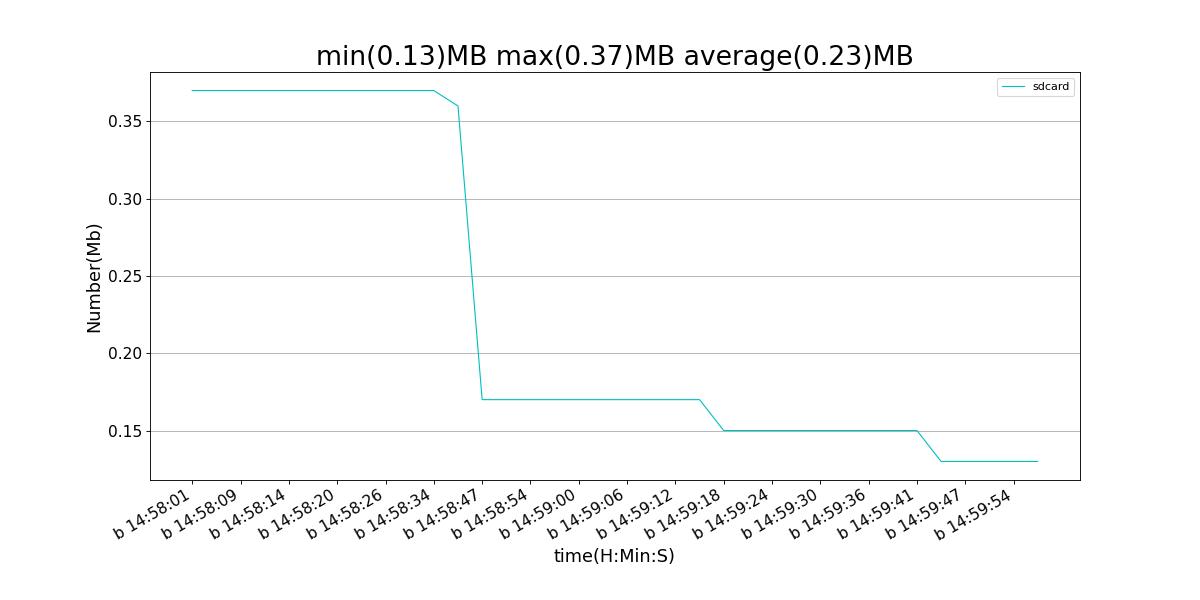 min(0.13)MB max(0.37)MB average(0.23)MB
sdcard
0.35
0.30
0.25
0.20
0.15
Number(Mb)
b 14:58:01
b 14:58:09
b 14:58:14
b 14:58:20
b 14:58:26
b 14:58:34
b 14:58:47
b 14:58:54
b 14:59:00
b 14:59:06
b 14:59:12
b 14:59:18
b 14:59:24
b 14:59:30
b 14:59:36
b 14:59:41
b 14:59:47
b 14:59:54
time(H:Min:S)